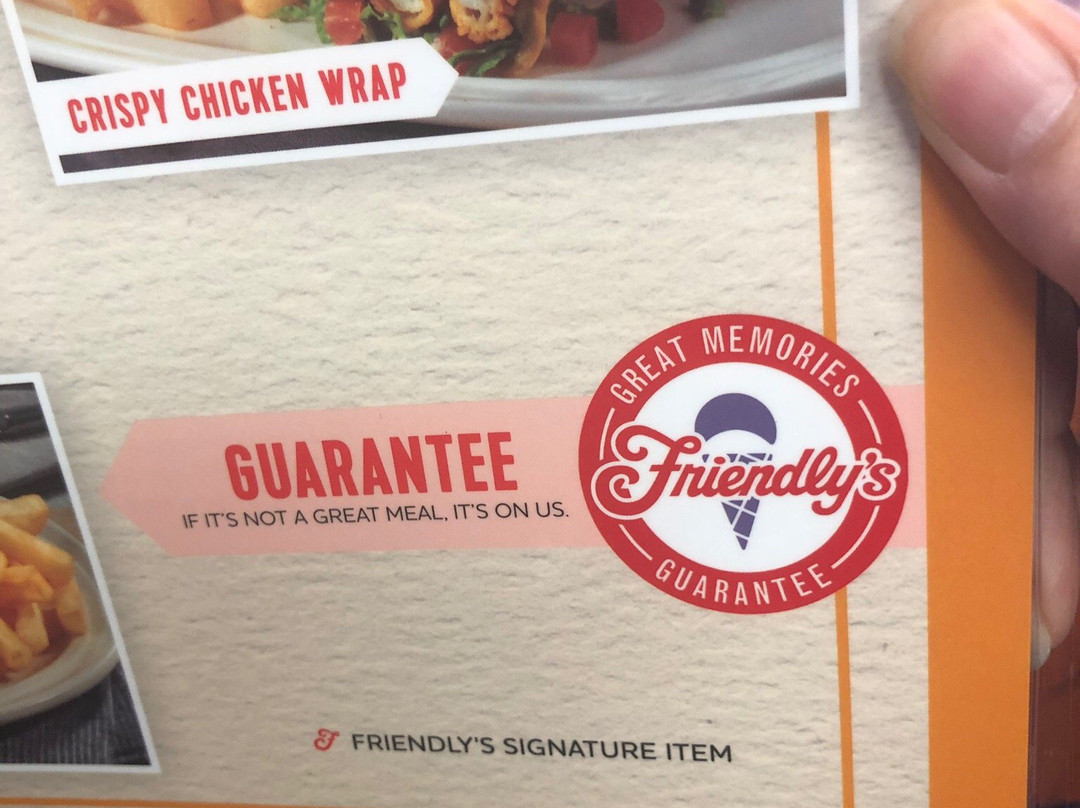 CRISPY CHICKEN WRAP
GREAT MEMORIES
Friendly's
GUARANTEE
GUARANTEE
IF IT'S NOT A GREAT MEAL, IT'S ON US.
F FRIENDLY'S SIGNATURE ITEM